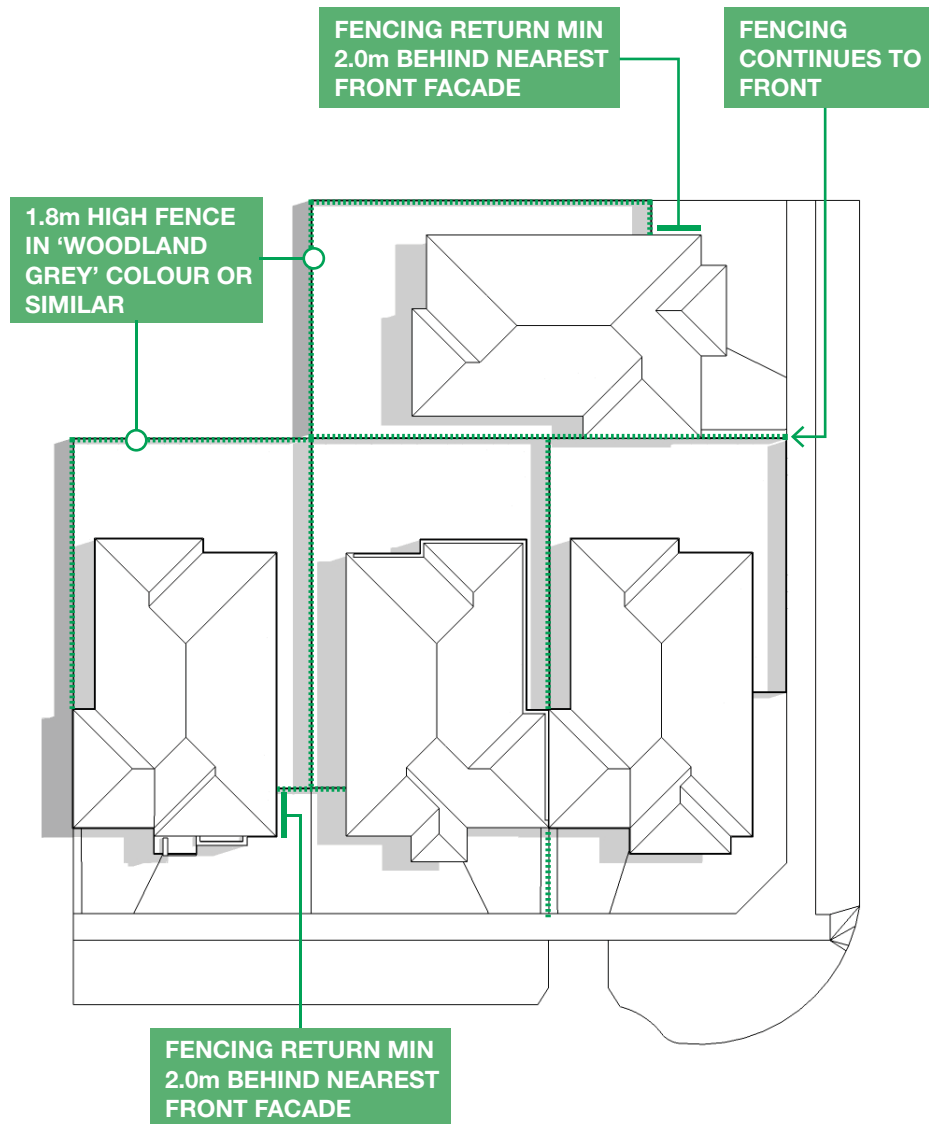 FENCING RETURN MIN
2.0m BEHIND NEAREST
FRONT FACADE
FENCING
CONTINUES TO
FRONT
1.8m HIGH FENCE
IN ‘WOODLAND
GREY’ COLOUR OR
SIMILAR
FENCING RETURN MIN
2.0m BEHIND NEAREST
FRONT FACADE